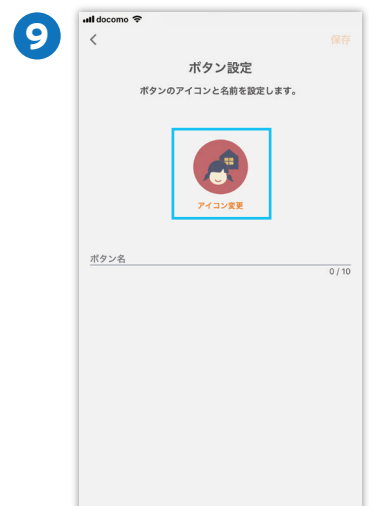 9
docomo
保存
ボタン設定
ボタンのアイコンと名前を設定します。
アイコン変更
ボタン名
0 / 10